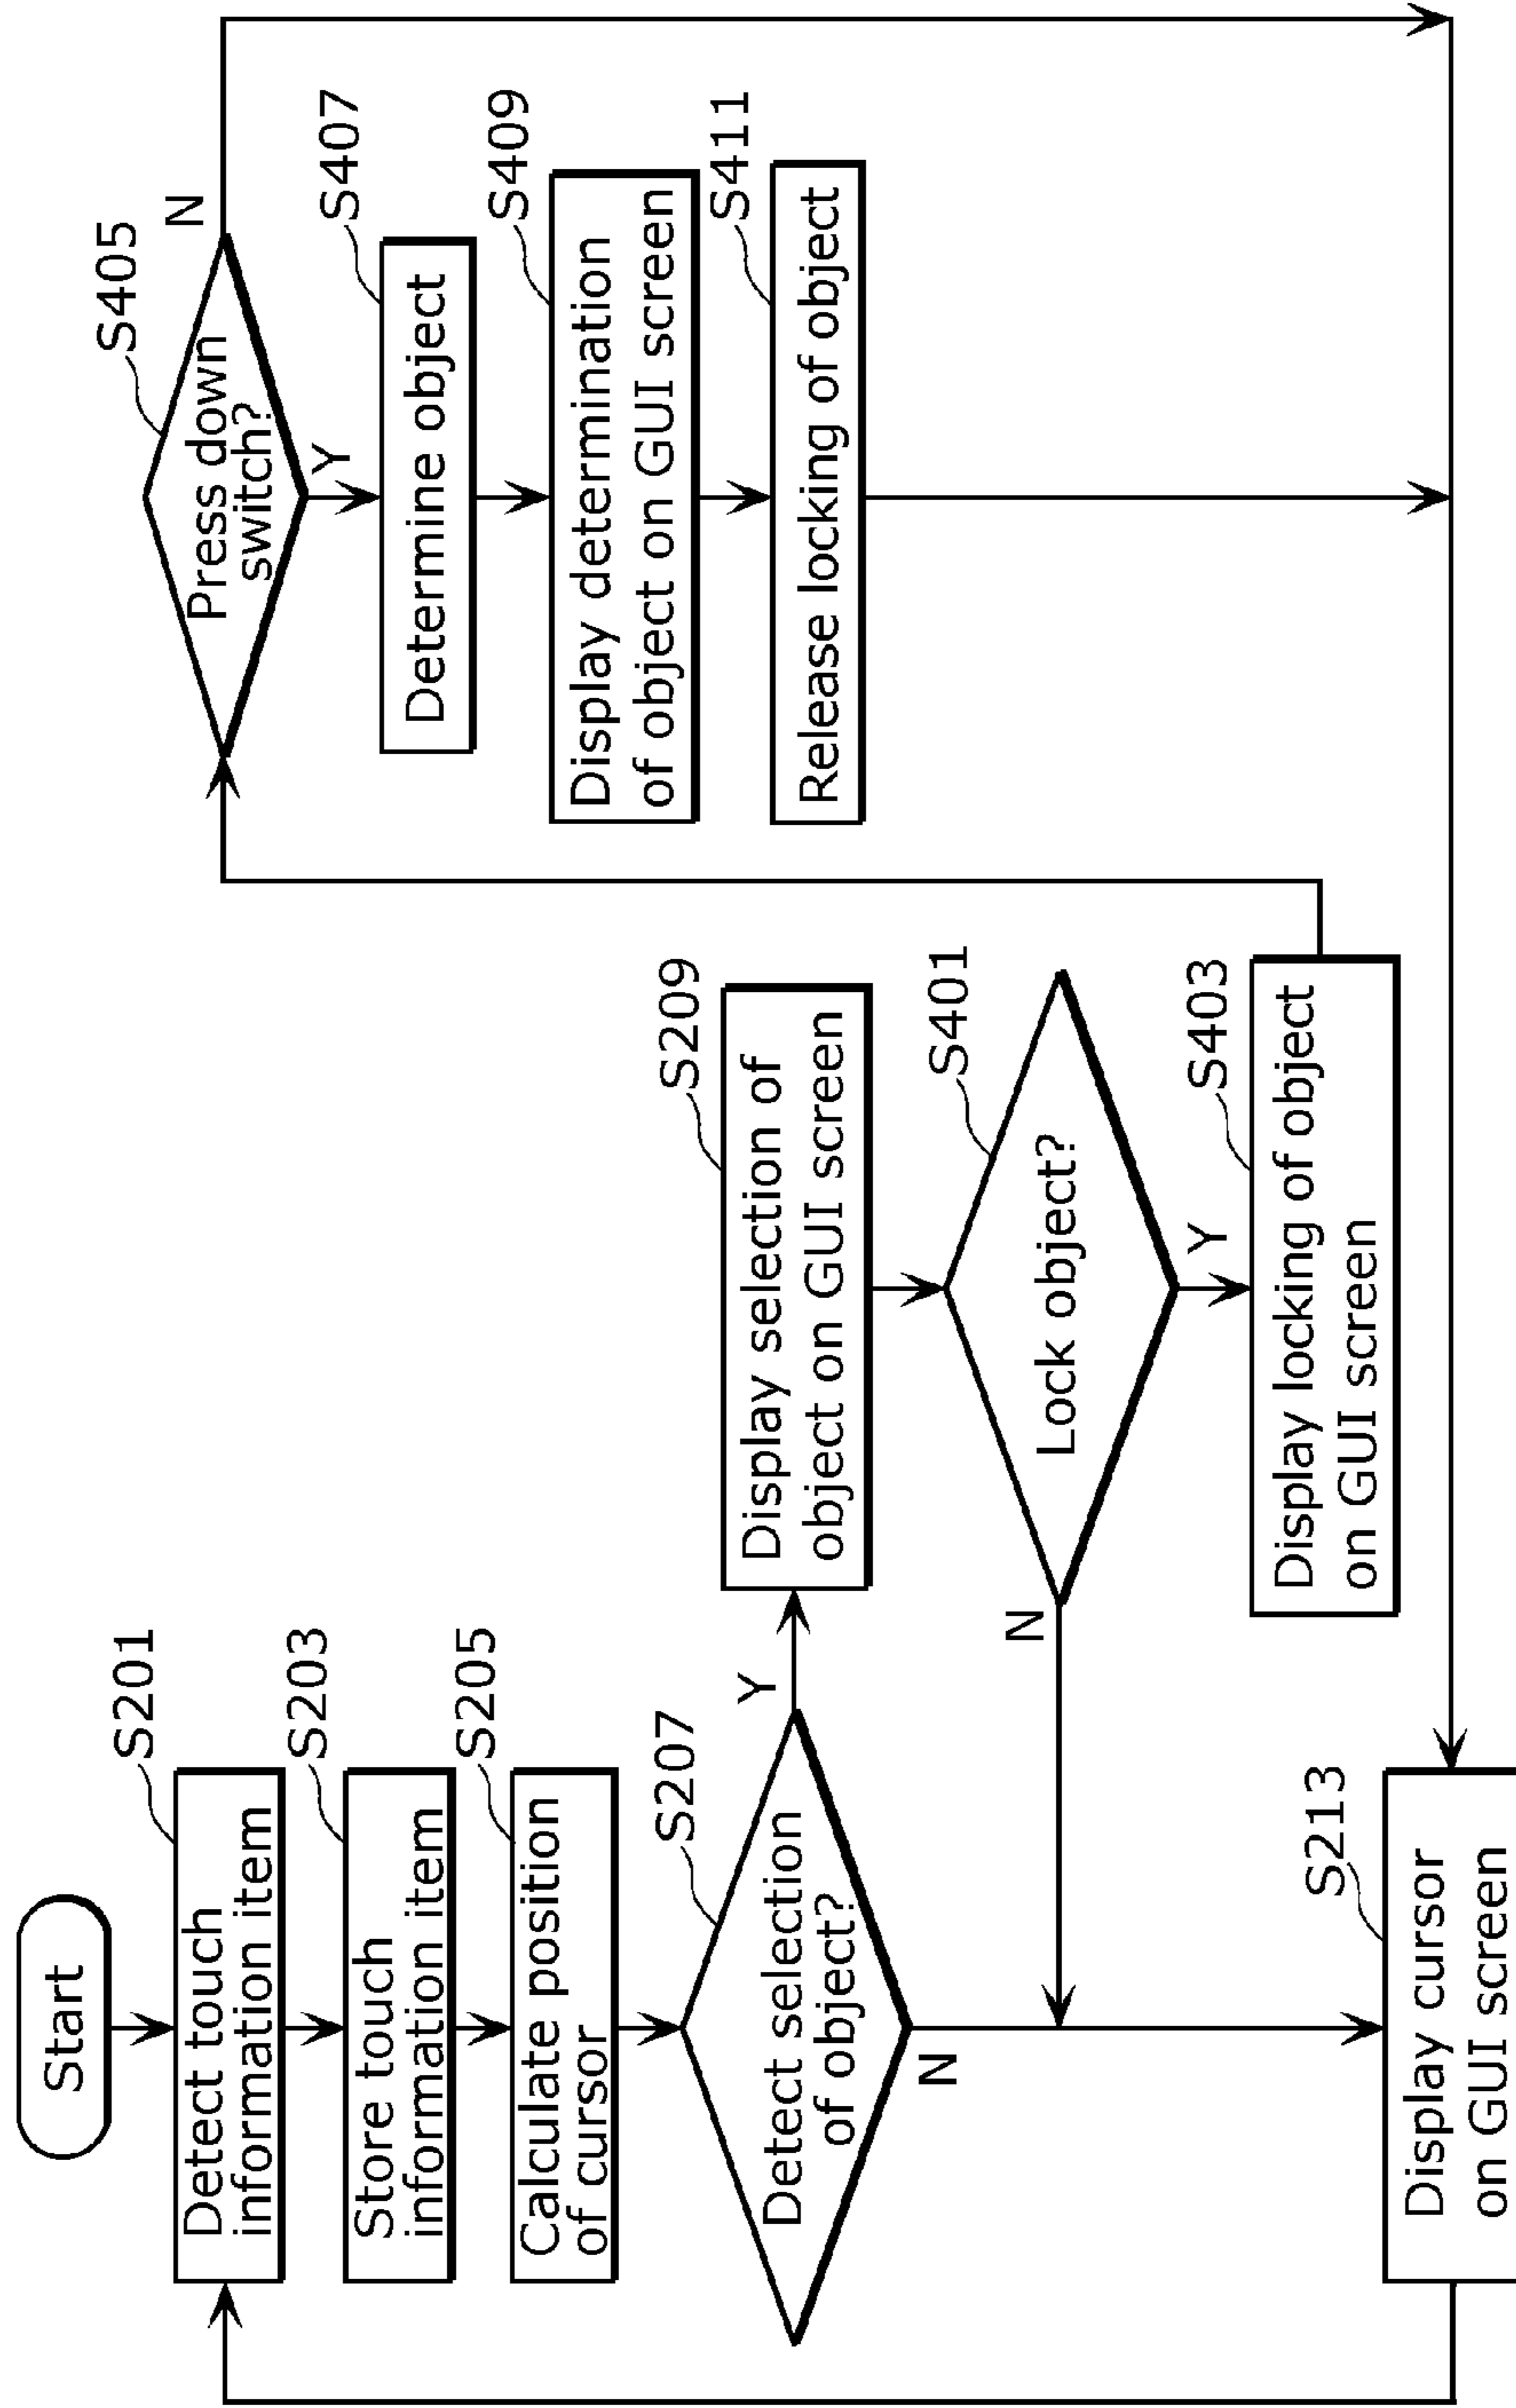 Start
S201
Detect touch
information item
S203
Store touch
information item
S205
Calculate position
of cursor
S207
Detect selection
of object?
Y
N
S209
Display selection of
object on GUI screen
S401
Lock object?
N
Y
S403
Display locking of object
on GUI screen
S405
Press down
switch?
N
Y
S407
Determine object
S409
Display determination
of object on GUI screen
S411
Release locking of object
S213
Display cursor
on GUI screen